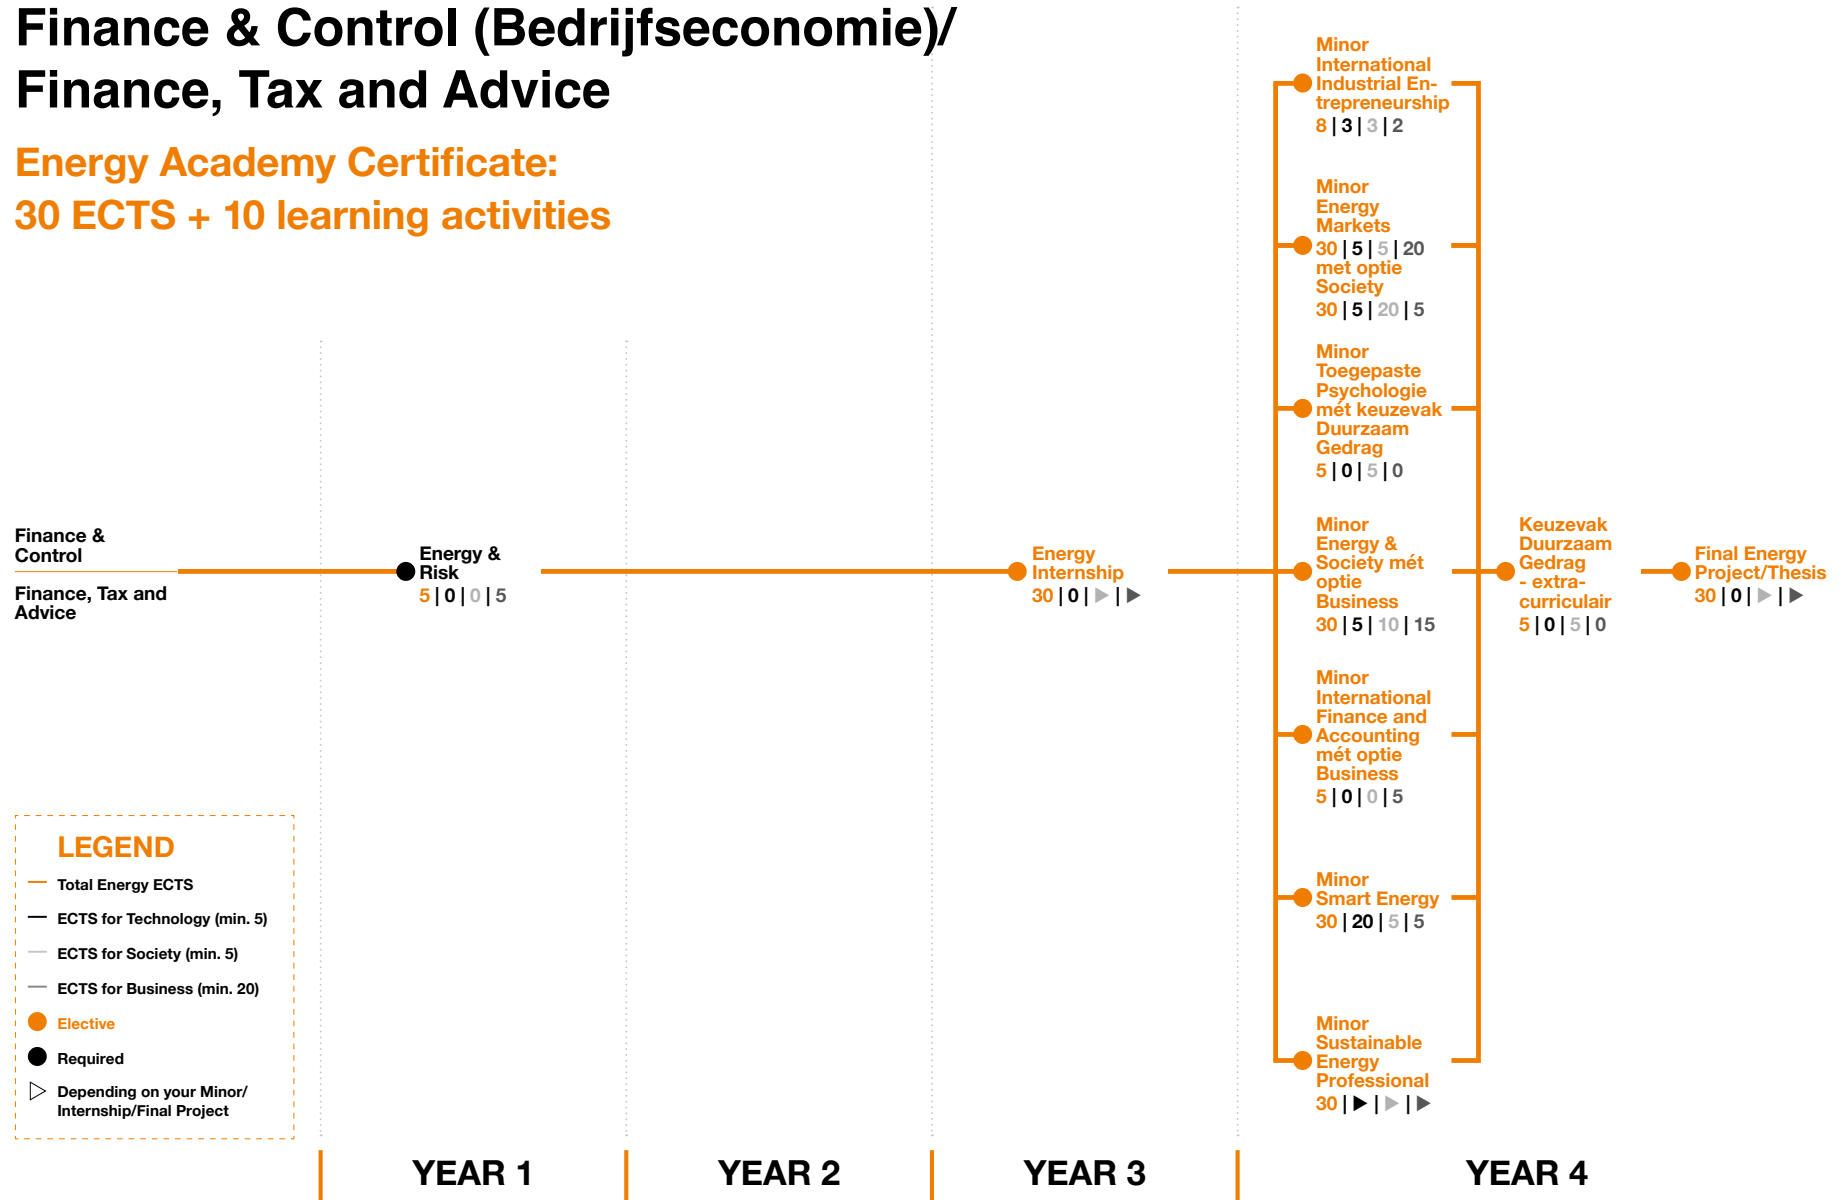 Finance & Control (Bedrijfseconomie)/
Finance, Tax and Advice
Energy Academy Certificate:
30 ECTS + 10 learning activities
Finance &
Control
Finance, Tax and
Advice
Energy &
Risk
5 | 0 | 0 | 5
Energy
Internship
30 | 0 | ▶ | ▶
Minor
International
Industrial En-
trepreneurship
8 | 3 | 3 | 2
Minor
Energy
Markets
30 | 5 | 5 | 20
met optie
Society
30 | 5 | 20 | 5
Minor
Toegepaste
Psychologie
mét keuzevak
Duurzaam
Gedrag
5 | 0 | 5 | 0
Minor
Energy &
Society mét
optie
Business
30 | 5 | 10 | 15
Minor
International
Finance and
Accounting
mét optie
Business
5 | 0 | 0 | 5
Minor
Smart Energy
30 | 20 | 5 | 5
Minor
Sustainable
Energy
Professional
30 | ▶ | ▶ | ▶
Keuzevak
Duurzaam
Gedrag
- extra-
curriculair
5 | 0 | 5 | 0
Final Energy
Project/Thesis
30 | 0 | ▶ | ▶
LEGEND
Total Energy ECTS
ECTS for Technology (min. 5)
ECTS for Society (min. 5)
ECTS for Business (min. 20)
Elective
Required
Depending on your Minor/
Internship/Final Project
YEAR 1
YEAR 2
YEAR 3
YEAR 4